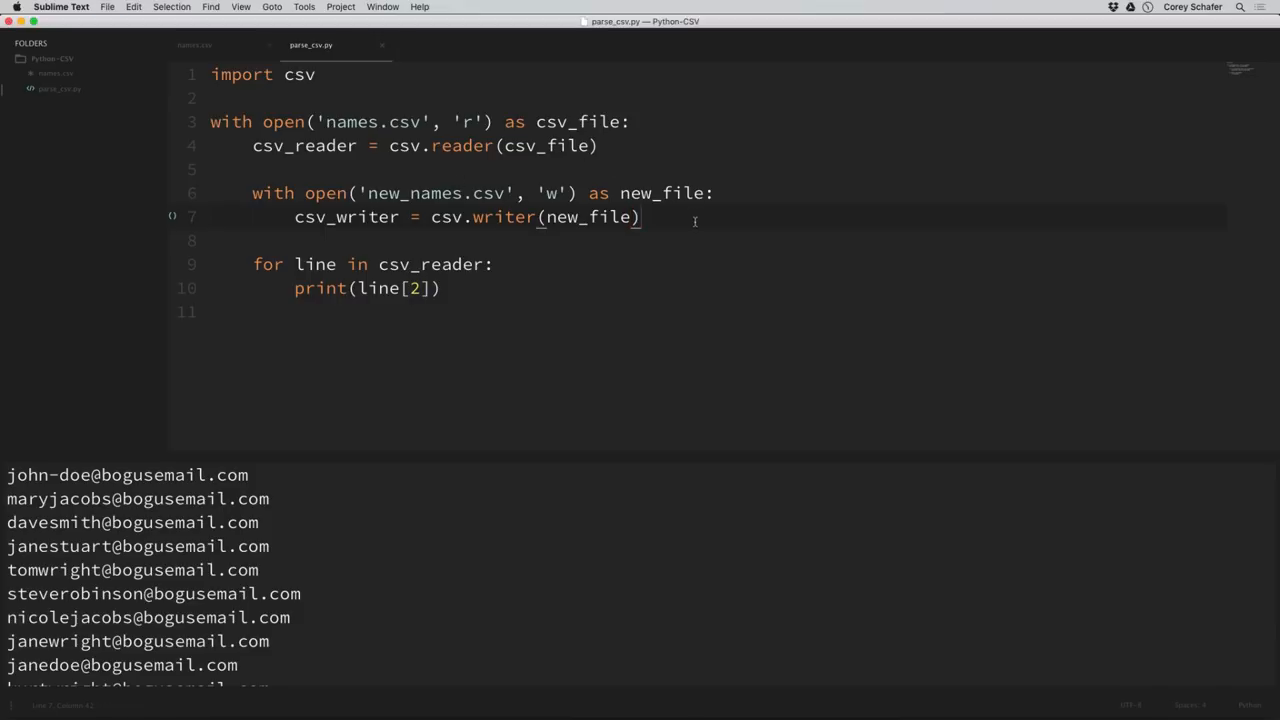 Sublime Text File Edit Selection Find View Goto Tools Project Window Help Corey Schafer
parse_csv.py — Python-CSV
FOLDERS
Python-CSV
names.csv
parse_csv.py
names.csv parse_csv.py
1 import csv
2
3 with open('names.csv', 'r') as csv_file:
4 csv_reader = csv.reader(csv_file)
5
6 with open('new_names.csv', 'w') as new_file:
7 csv_writer = csv.writer(new_file)
8
9 for line in csv_reader:
10 print(line[2])
11
john-doe@bogusemail.com
maryjacobs@bogusemail.com
davesmith@bogusemail.com
janestuart@bogusemail.com
tomwright@bogusemail.com
steverobinson@bogusemail.com
nicolejacobs@bogusemail.com
janewright@bogusemail.com
janedoe@bogusemail.com
Line 7, Column 42 UTF-8 Spaces: 4 Python